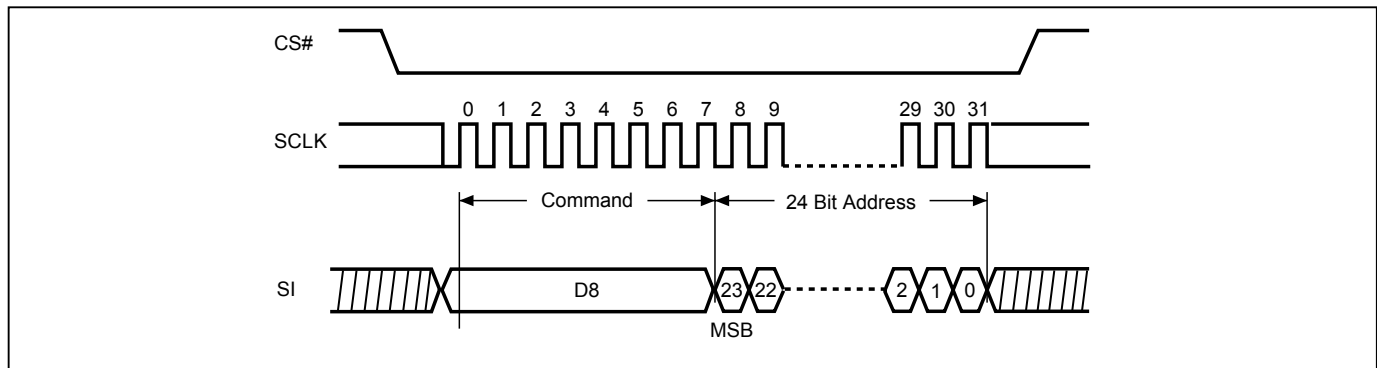 CS#
0 1 2 3 4 5 6 7 8 9 29 30 31
SCLK
Command 24 Bit Address
SI D8 23 22 2 1 0
MSB